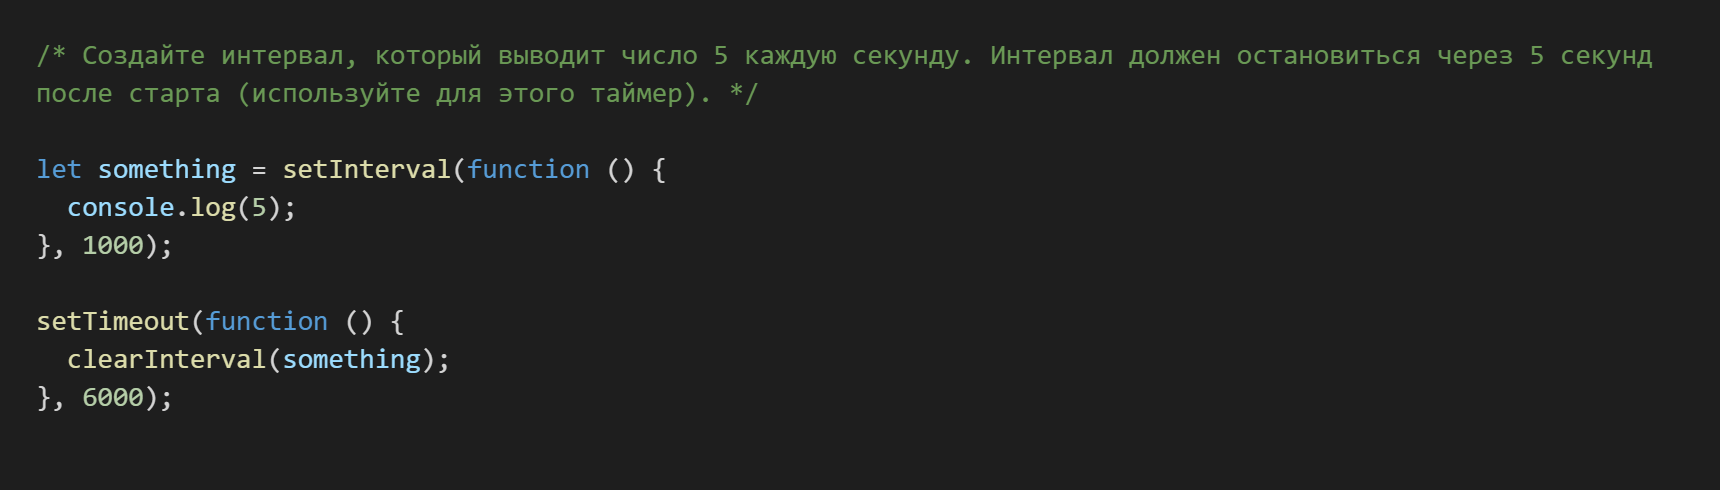 /* Создайте интервал, который выводит число 5 каждую секунду. Интервал должен остановиться через 5 секунд
после старта (используйте для этого таймер). */
let something = setInterval(function () {
  console.log(5);
}, 1000);
setTimeout(function () {
  clearInterval(something);
}, 6000);